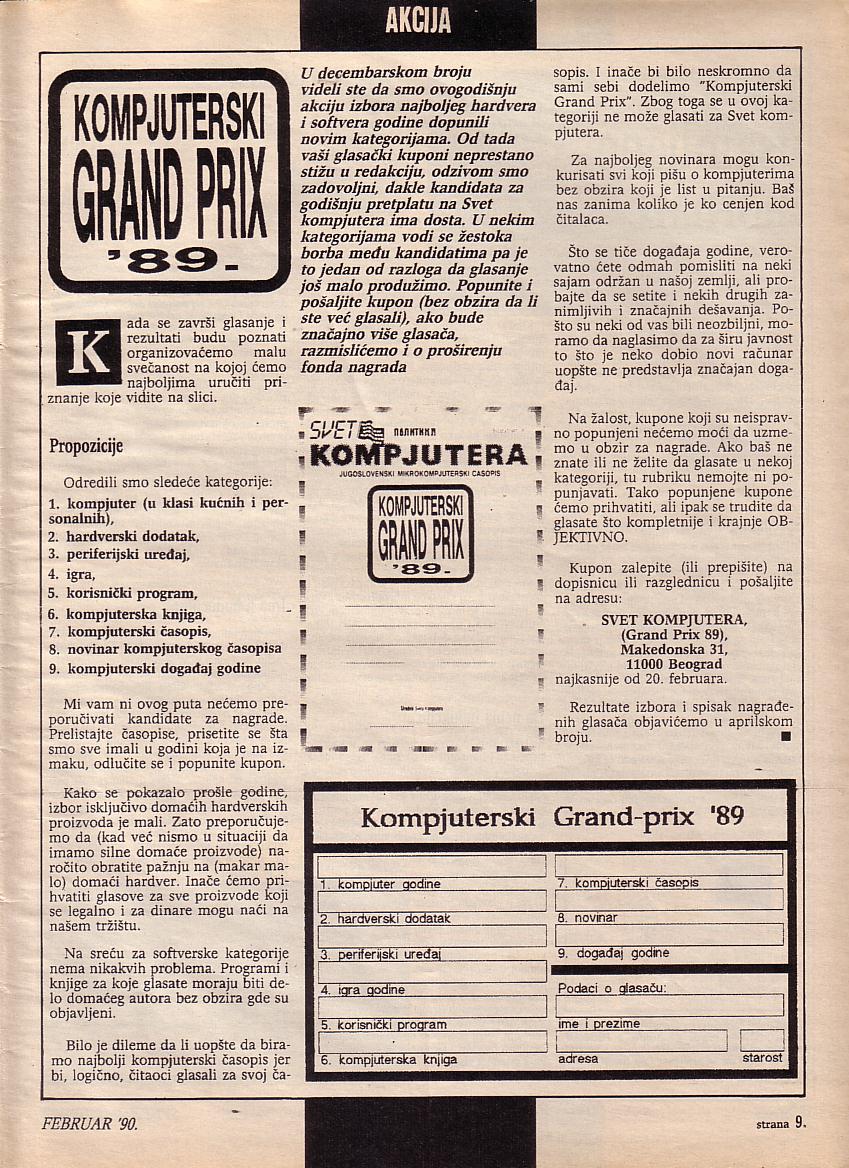 AKCIJA
KOMPJUTERSKI
GRAND PRIX
'89.
Kada se završi glasanje i
rezultati budu poznati
organizovaćemo malu
svečanost na kojoj ćemo
najboljima uručiti pri-
znanje koje vidite na slici.
Propozicije
Odredili smo sledeće kategorije:
1. kompjuter (u klasi kućnih i per-
sonalnih),
2. hardverski dodatak,
3. periferijski uređaj,
4. igra,
5. korisnički program,
6. kompjuterska knjiga,
7. kompjuterski časopis,
8. novinar kompjuterskog časopisa
9. kompjuterski događaj godine
Mi vam ni ovog puta nećemo pre-
poručivati kandidate za nagrade.
Prelistajte časopise, prisetite se šta
smo sve imali u godini koja je na iz-
maku, odlučite se i popunite kupon.
Kako se pokazalo prošle godine,
izbor isključivo domaćih hardverskih
proizvoda je mali. Zato preporučuje-
mo da (kad već nismo u situaciji da
imamo silne domaće proizvode) na-
ročito obratite pažnju na (makar ma-
lo) domaći hardver. Inače ćemo pri-
hvatiti glasove za sve proizvode koji
se legalno i za dinare mogu naći na
našem tržištu.
Na sreću za softverske kategorije
nema nikakvih problema. Programi i
knjige za koje glasate moraju biti de-
lo domaćeg autora bez obzira gde su
objavljeni.
Bilo je dileme da li uopšte da bira-
mo najbolji kompjuterski časopis jer
bi, logično, čitaoci glasali za svoj ča-
U decembarskom broju
videli ste da smo ovogodišnju
akciju izbora najboljeg hardvera
i softvera godine dopunili
novim kategorijama. Od tada
vaši glasački kuponi neprestano
stižu u redakciju, odzivom smo
zadovoljni, dakle kandidata za
godišnju pretplatu na Svet
kompjutera ima dosta. U nekim
kategorijama vodi se žestoka
borba među kandidatima pa je
to jedan od razloga da glasanje
još malo produžimo. Popunite i
pošaljite kupon (bez obzira da li
ste već glasali), ako bude
značajno više glasača,
razmislićemo i o proširenju
fonda nagrada
SVET ПОЛИТИКА
KOMPJUTERA
JUGOSLOVENSKI MIKROKOMPJUTERSKI CASOPIS
KOMPJUTERSKI
GRAND PRIX
'89.
sopis. I inače bi bilo neskromno da
sami sebi dodelimo "Kompjuterski
Grand Prix". Zbog toga se u ovoj ka-
tegoriji ne može glasati za Svet kom-
pjutera.
Za najboljeg novinara mogu kon-
kurisati svi koji pišu o kompjuterima
bez obzira koji je list u pitanju. Baš
nas zanima koliko je ko cenjen kod
čitalaca.
Što se tiče događaja godine, vero-
vatno ćete odmah pomisliti na neki
sajam održan u našoj zemlji, ali pro-
bajte da se setite i nekih drugih za-
nimljivih i značajnih dešavanja. Po-
što su neki od vas bili neozbiljni, mo-
ramo da naglasimo da za širu javnost
to što je neko dobio novi računar
uopšte ne predstavlja značajan doga-
đaj.
Na žalost, kupone koji su neisprav-
no popunjeni nećemo moći da uzme-
mo u obzir za nagrade. Ako baš ne
znate ili ne želite da glasate u nekoj
kategoriji, tu rubriku nemojte ni po-
punjavati. Tako popunjene kupone
ćemo prihvatiti, ali ipak se trudite da
glasate što kompletnije i krajnje OB-
JEKTIVNO.
Kupon zalepite (ili prepišite) na
dopisnicu ili razglednicu i pošaljite
na adresu:
SVET KOMPJUTERA,
(Grand Prix 89),
Makedonska 31,
11000 Beograd
najkasnije od 20. februara.
Rezultate izbora i spisak nagrađe-
nih glasača objavićemo u aprilskom
broju.
Kompjuterski Grand-prix '89
1. kompjuter godine
2. hardverski dodatak
3. periferijski uređaj
4. igra godine
5. korisnički program
6. kompjuterska knjiga
7. kompjuterski časopis
8. novinar
9. događaj godine
Podaci o glasaču:
ime i prezime
adresa starost
FEBRUAR '90.
strana 9.